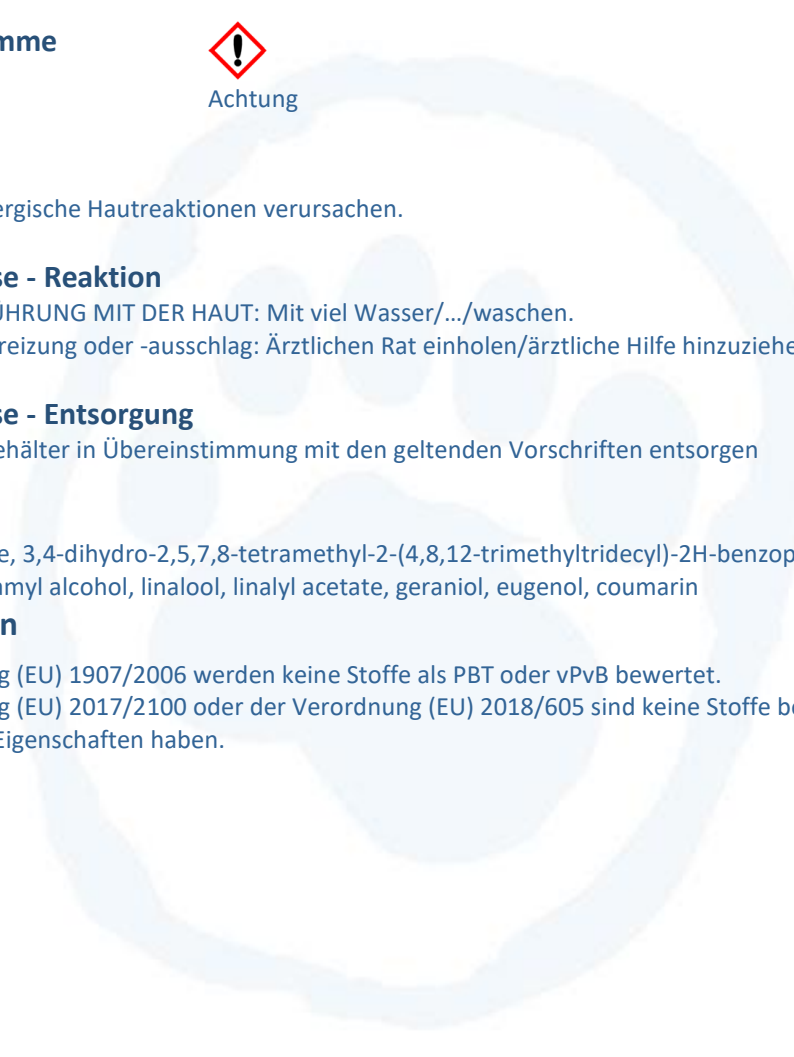 mme
Achtung
ergische Hautreaktionen verursachen.
se - Reaktion
ÜHRUNG MIT DER HAUT: Mit viel Wasser/…/waschen.
reizung oder -ausschlag: Ärztlichen Rat einholen/ärztliche Hilfe hinzuziehe
se - Entsorgung
ehälter in Übereinstimmung mit den geltenden Vorschriften entsorgen
e, 3,4-dihydro-2,5,7,8-tetramethyl-2-(4,8,12-trimethyltridecyl)-2H-benzop
amyl alcohol, linalool, linalyl acetate, geraniol, eugenol, coumarin
n
g (EU) 1907/2006 werden keine Stoffe als PBT oder vPvB bewertet.
g (EU) 2017/2100 oder der Verordnung (EU) 2018/605 sind keine Stoffe be
Eigenschaften haben.